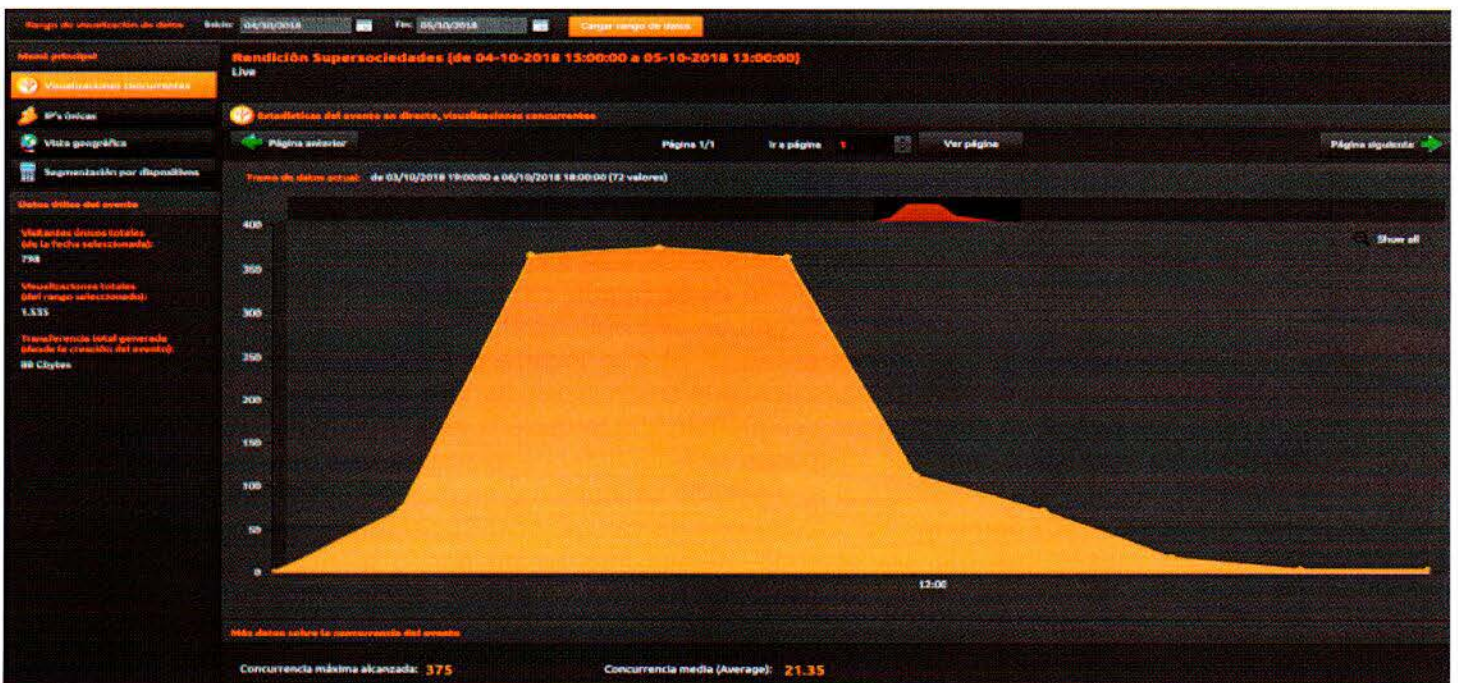 Rango de visualización de datos Inicio: 04/10/2018 Fin: 05/10/2018 Cargar rango de datos
Menú principal
Visualizaciones concurrentes
IP's únicas
Vista geográfica
Segmentación por dispositivos
Datos útiles del evento
Visitantes únicos totales
(de la fecha seleccionada):
798
Visualizaciones totales
(del rango seleccionado):
1.535
Transferencia total generada
(desde la creación del evento):
Rendición Supersociedades (de 04-10-2018 15:00:00 a 05-10-2018 13:00:00)
Live
Estadísticas del evento en directo, visualizaciones concurrentes
Página anterior Página 1/1 Ir a página 1 Ver página Página siguiente
Tramo de datos actual: de 03/10/2018 19:00:00 a 06/10/2018 18:00:00 (72 valores)
Show all
400
350
300
250
200
150
100
50
0
12:00
Más datos sobre la concurrencia del evento
Concurrencia máxima alcanzada: 375 Concurrencia media (Average): 21.35